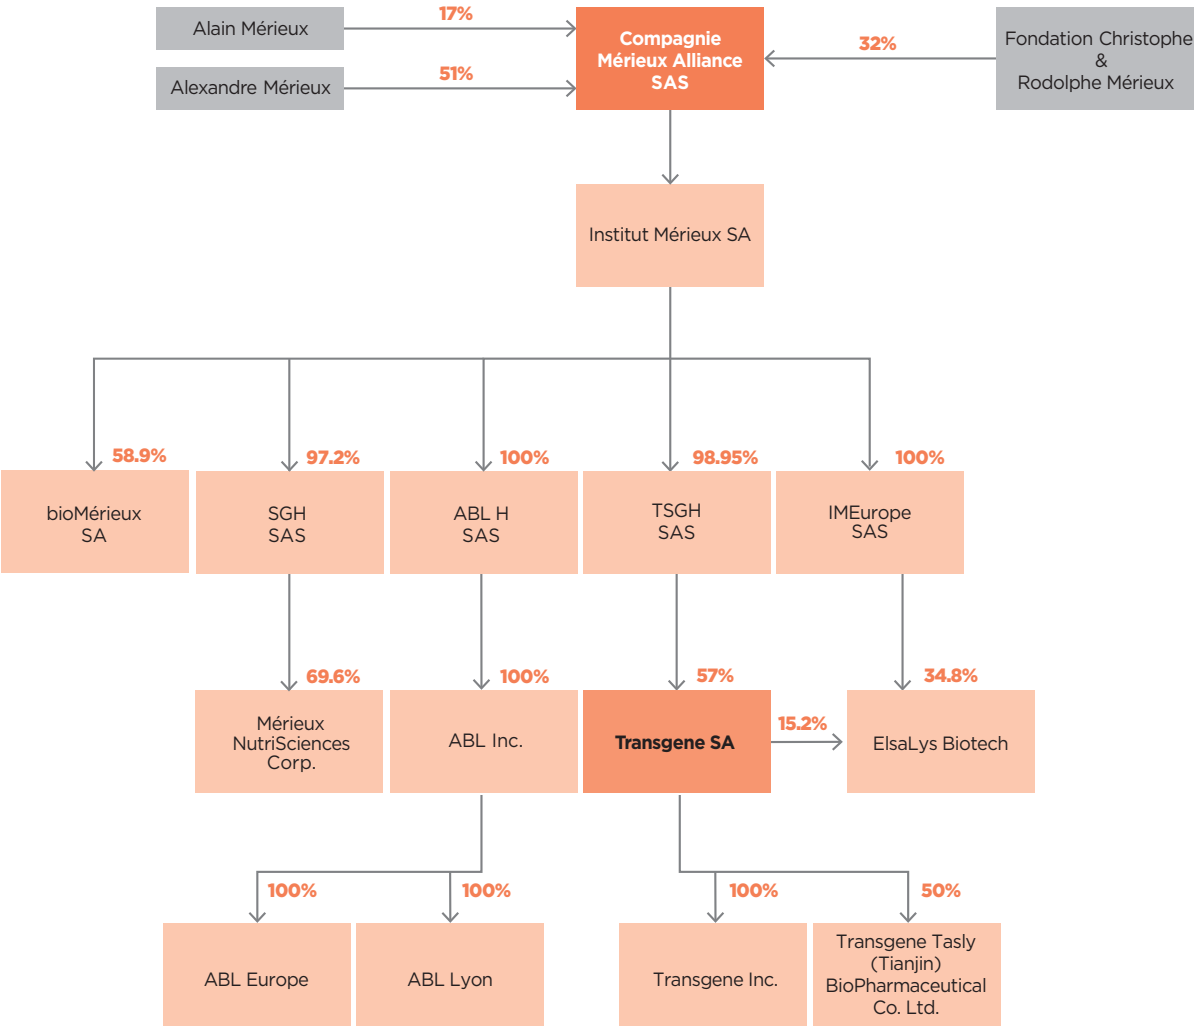 Alain Mérieux
17%
Alexandre Mérieux
51%
Compagnie
Mérieux Alliance
SAS
32%
Fondation Christophe
&
Rodolphe Mérieux
Institut Mérieux SA
58.9%
97.2%
100%
98.95%
100%
bioMérieux
SA
SGH
SAS
ABL H
SAS
TSGH
SAS
IMEurope
SAS
69.6%
100%
57%
34.8%
Mérieux
NutriSciences
Corp.
ABL Inc.
Transgene SA
15.2%
ElsaLys Biotech
100%
100%
100%
50%
ABL Europe
ABL Lyon
Transgene Inc.
Transgene Tasly
(Tianjin)
BioPharmaceutical
Co. Ltd.